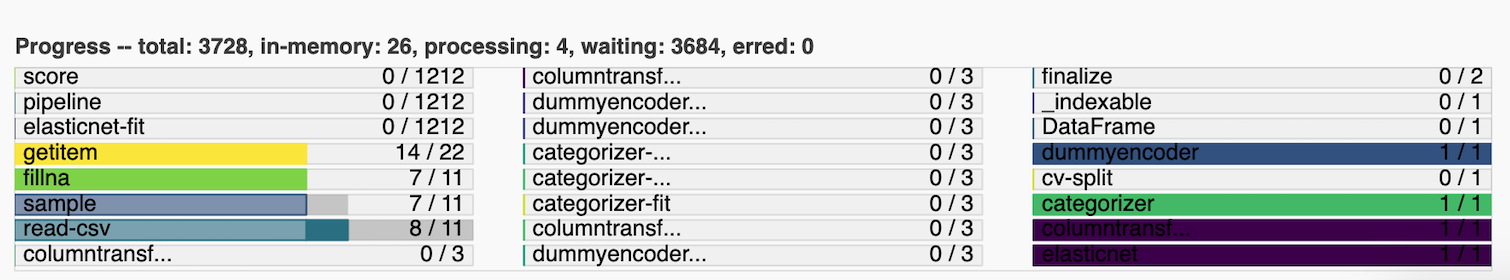 Progress -- total: 3728, in-memory: 26, processing: 4, waiting: 3684, erred: 0
score 0 / 1212
pipeline 0 / 1212
elasticnet-fit 0 / 1212
getitem 14 / 22
fillna 7 / 11
sample 7 / 11
read-csv 8 / 11
columntransf... 0 / 3
columntransf... 0 / 3
dummyencoder... 0 / 3
dummyencoder... 0 / 3
categorizer-... 0 / 3
categorizer-... 0 / 3
categorizer-fit 0 / 3
columntransf... 0 / 3
dummyencoder... 0 / 3
finalize 0 / 2
_indexable 0 / 1
DataFrame 0 / 1
dummyencoder 1 / 1
cv-split 0 / 1
categorizer 1 / 1
columntransf... 1 / 1
elasticnet 1 / 1